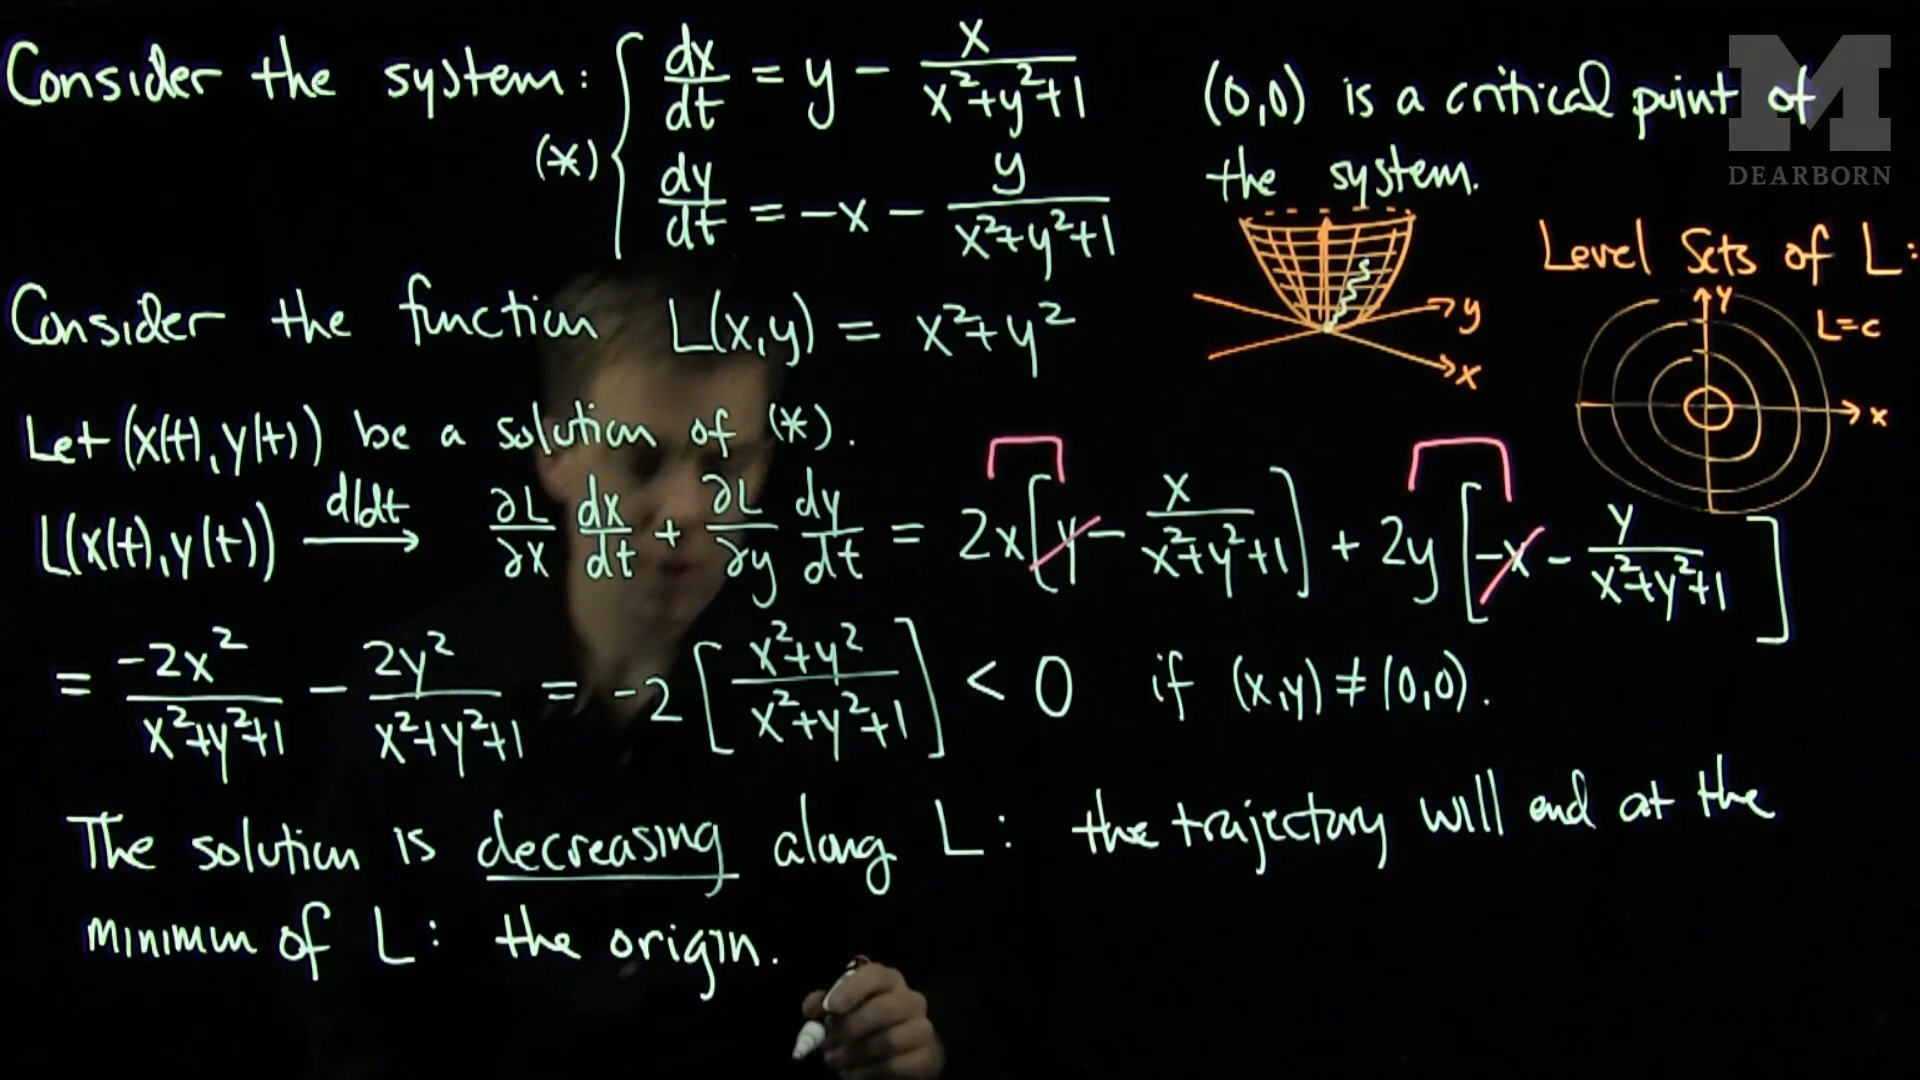 Consider the system: (*) { dx/dt = y - x/(x²+y²+1)
dy/dt = -x - y/(x²+y²+1)
(0,0) is a critical point of
the system.
M
DEARBORN
y
x
Level Sets of L:
y
L=c
x
Consider the function L(x,y) = x²+y²
Let (x(t),y(t)) be a solution of (*).
L(x(t),y(t)) d/dt → ∂L/∂x dx/dt + ∂L/∂y dy/dt = 2x[y - x/(x²+y²+1)] + 2y[-x - y/(x²+y²+1)]
= -2x²/(x²+y²+1) - 2y²/(x²+y²+1) = -2[(x²+y²)/(x²+y²+1)] < 0 if (x,y) ≠ (0,0).
The solution is decreasing along L: the trajectory will end at the
minimum of L: the origin.